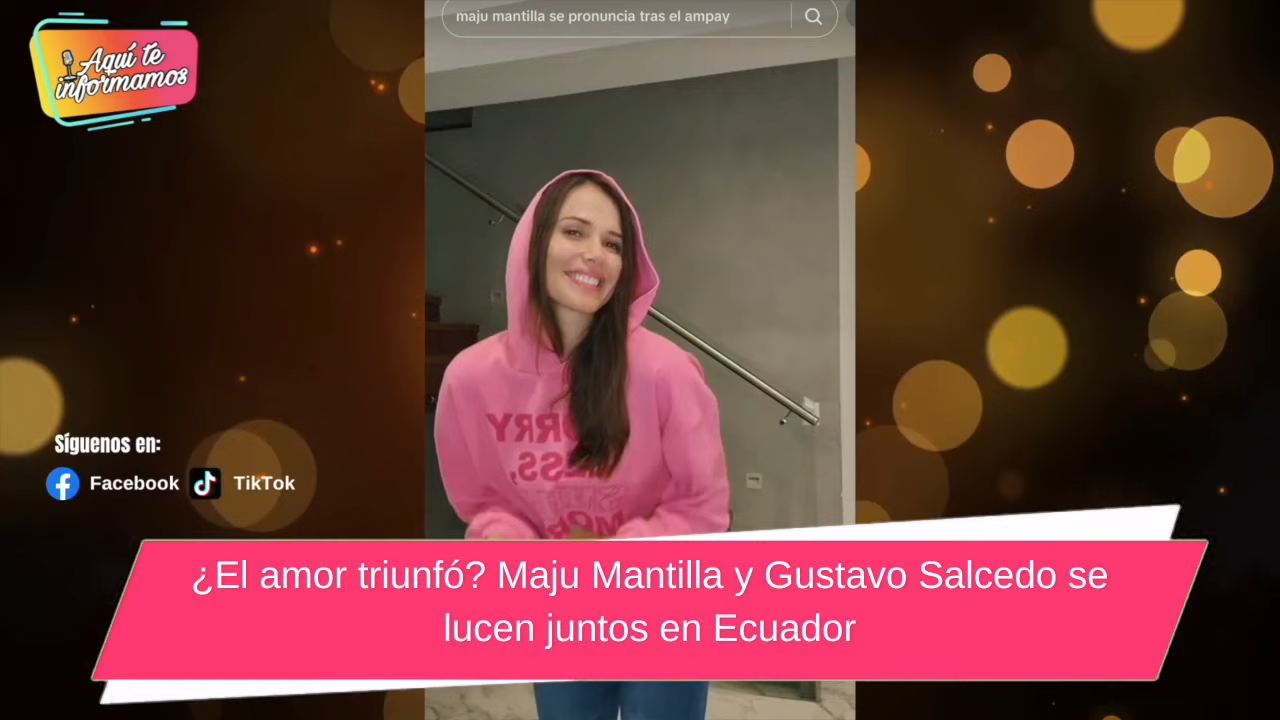 maju mantilla se pronuncia tras el ampay
Aquí te
informamos
Síguenos en:
Facebook TikTok
¿El amor triunfó? Maju Mantilla y Gustavo Salcedo se
lucen juntos en Ecuador